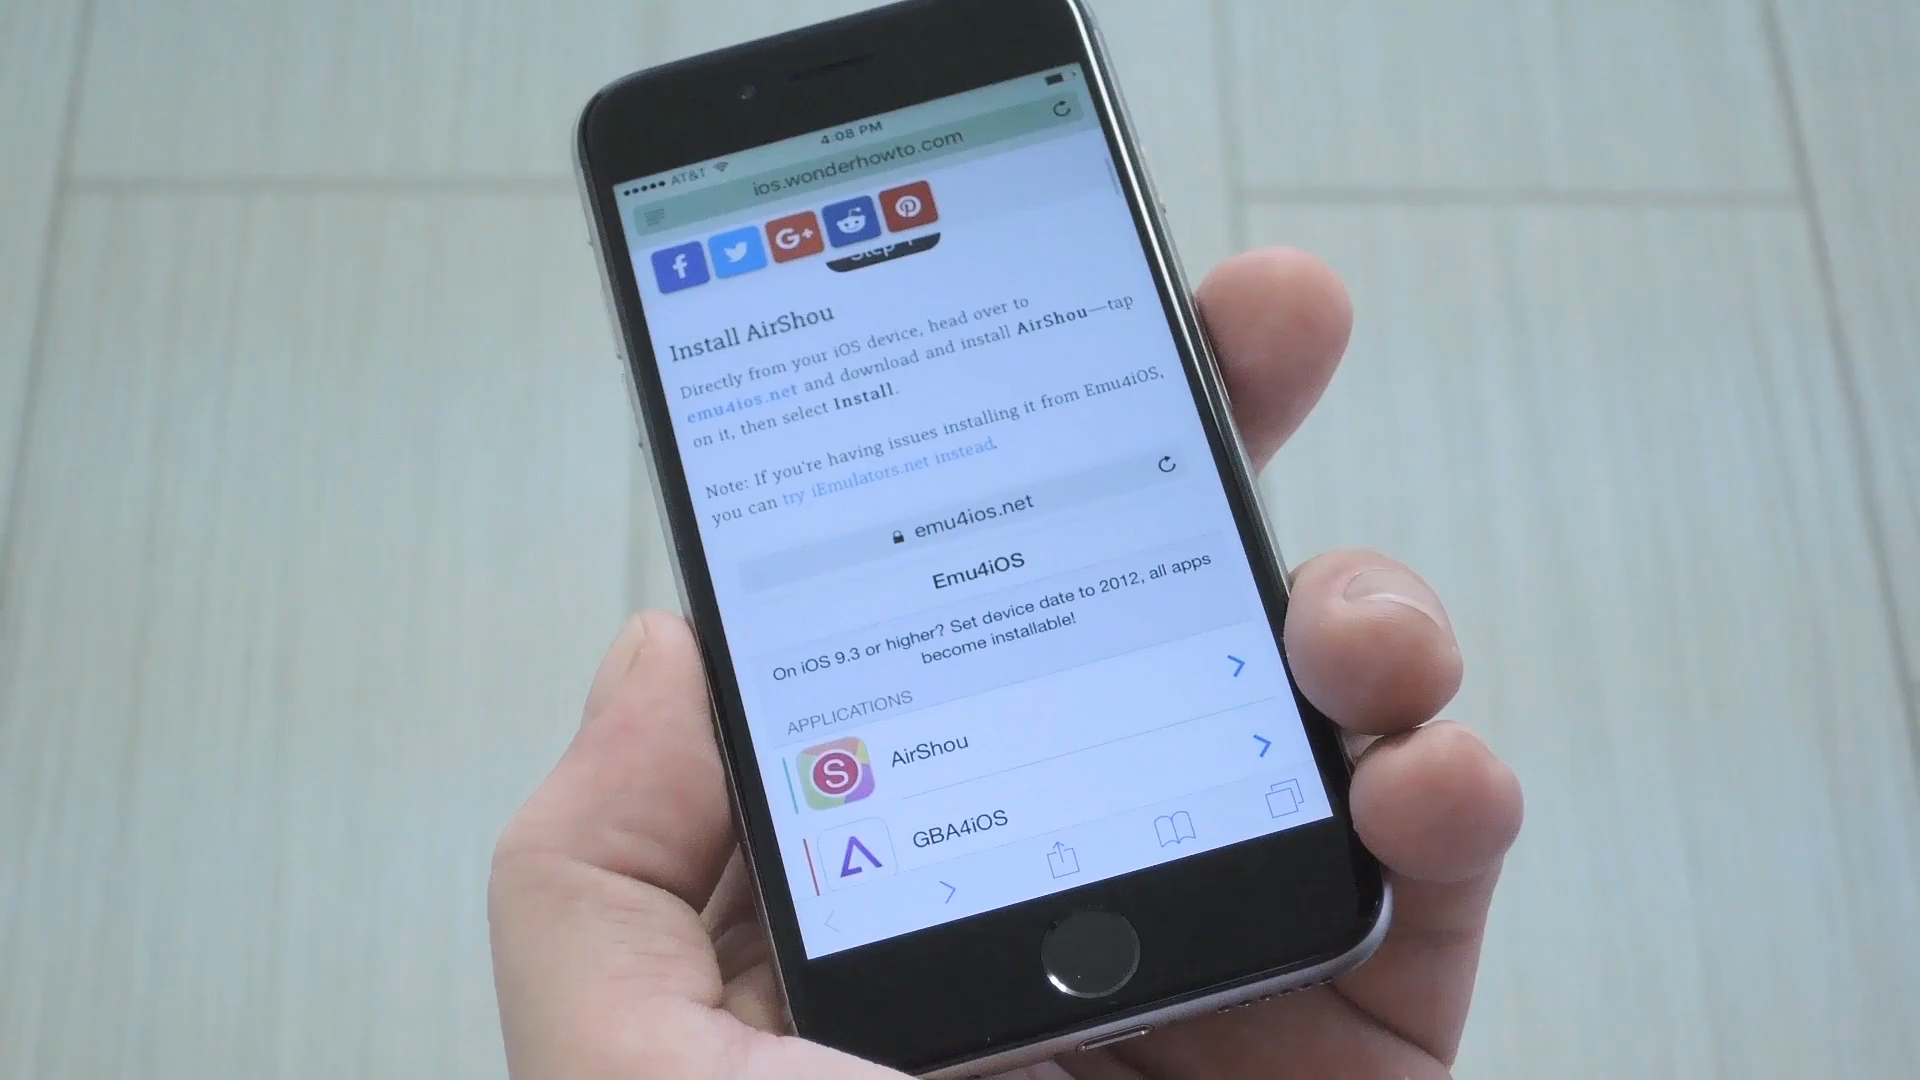 AT&T
4:08 PM
ios.wonderhowto.com
f
G+
Step 1
Install AirShou
Directly from your iOS device, head over to
emu4ios.net and download and install AirShou—tap
on it, then select Install.
Note: If you're having issues installing it from Emu4iOS,
you can try iEmulators.net instead.
emu4ios.net
Emu4iOS
On iOS 9.3 or higher? Set device date to 2012, all apps
become installable!
APPLICATIONS
S
AirShou
GBA4iOS